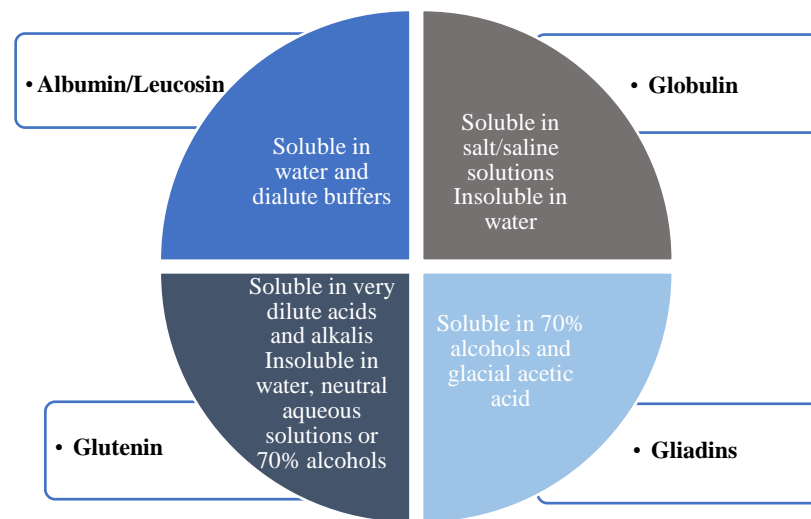 • Albumin/Leucosin
Soluble in
water and
dialute buffers
• Globulin
Soluble in
salt/saline
solutions
Insoluble in
water
Soluble in very
dilute acids
and alkalis
Insoluble in
water, neutral
aqueous
solutions or
70% alcohols
• Glutenin
Soluble in 70%
alcohols and
glacial acetic
acid
• Gliadins